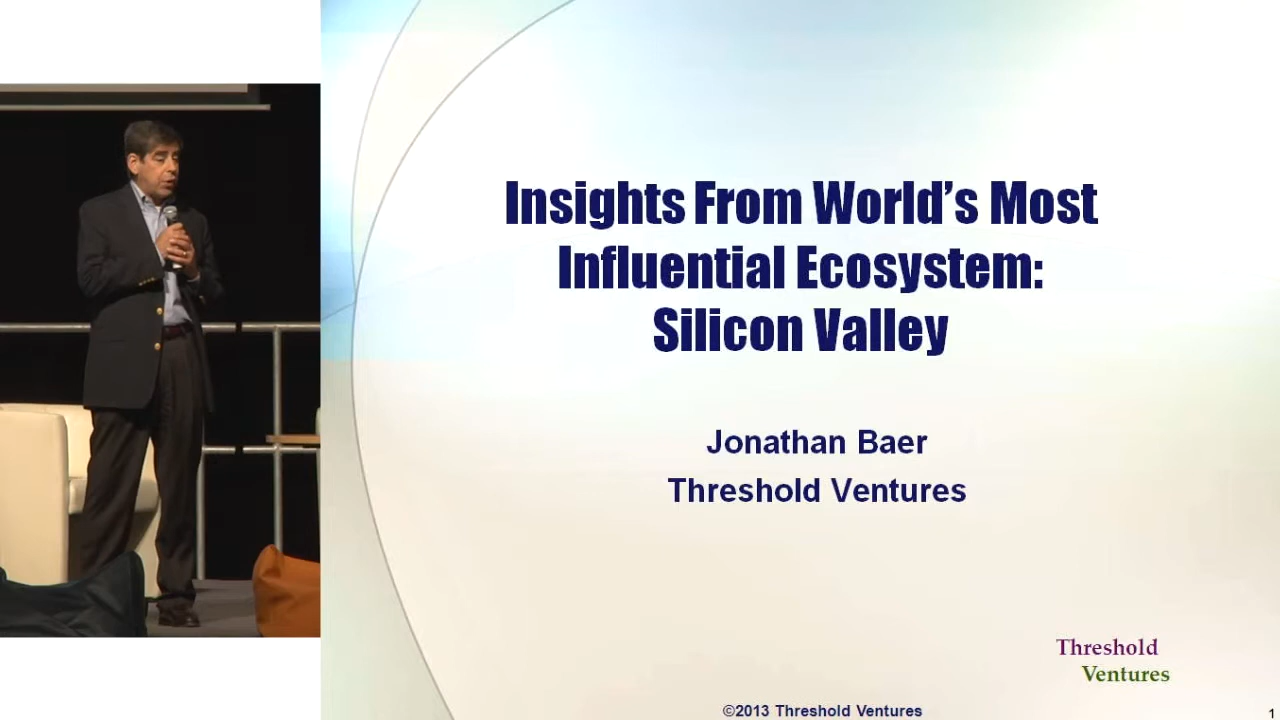 Insights From World’s Most
Influential Ecosystem:
Silicon Valley
Jonathan Baer
Threshold Ventures
Threshold
Ventures
©2013 Threshold Ventures
1